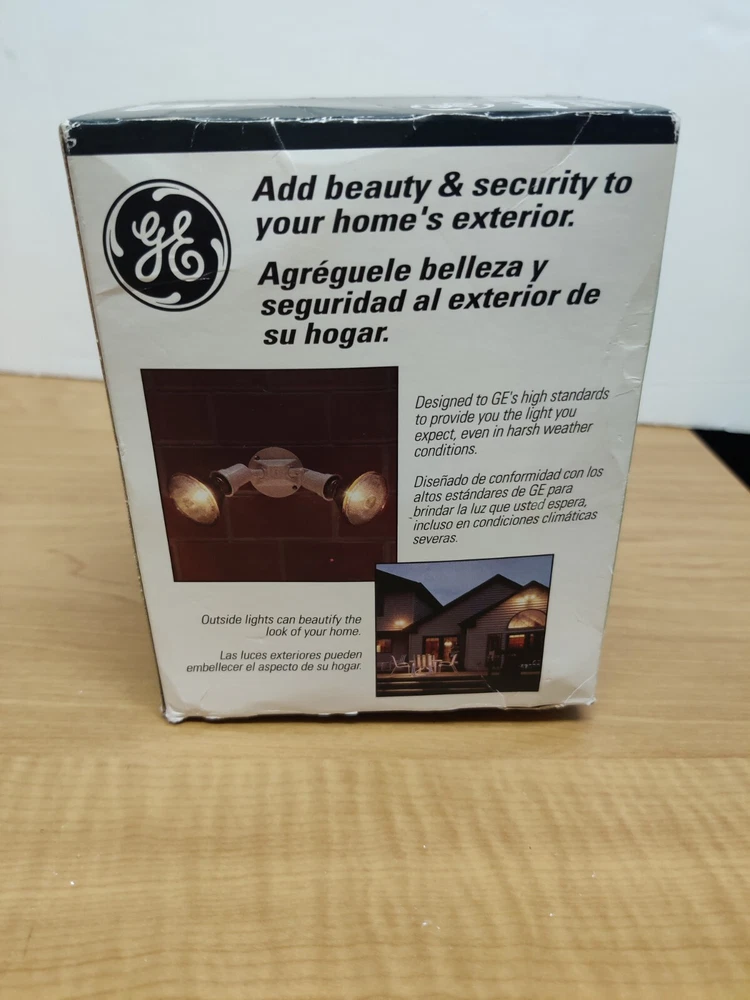 GE
Add beauty & security to
your home's exterior.
Agréguele belleza y
seguridad al exterior de
su hogar.
Designed to GE's high standards
to provide you the light you
expect, even in harsh weather
conditions.
Diseñado de conformidad con los
altos estándares de GE para
brindar la luz que usted espera,
incluso en condiciones climáticas
severas.
Outside lights can beautify the
look of your home.
Las luces exteriores pueden
embellecer el aspecto de su hogar.